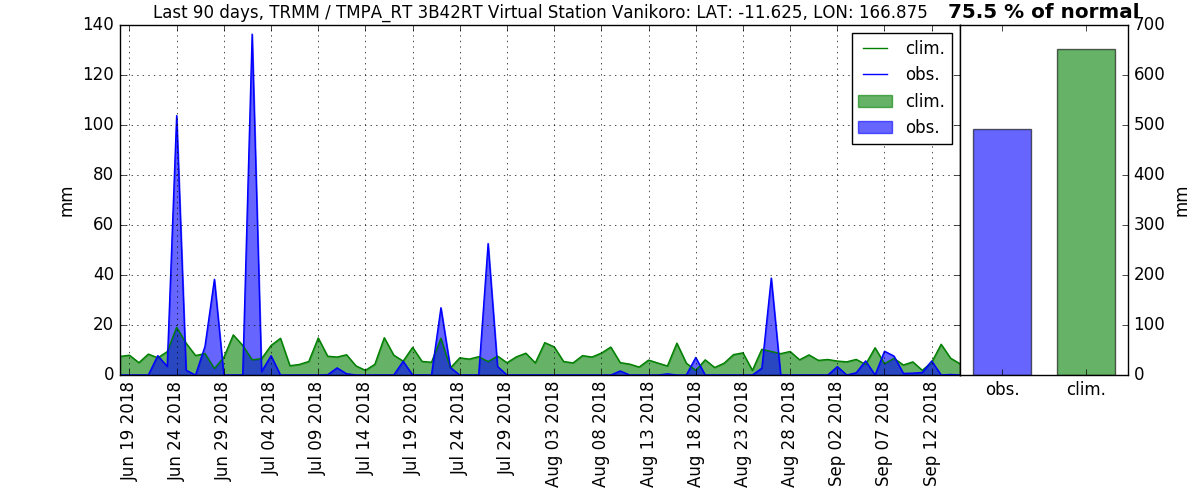 Last 90 days, TRMM / TMPA_RT 3B42RT Virtual Station Vanikoro: LAT: -11.625, LON: 166.875
75.5 % of normal
140
120
100
80
60
40
20
0
mm
clim.
obs.
clim.
obs.
700
600
500
400
300
200
100
0
mm
Jun 19 2018
Jun 24 2018
Jun 29 2018
Jul 04 2018
Jul 09 2018
Jul 14 2018
Jul 19 2018
Jul 24 2018
Jul 29 2018
Aug 03 2018
Aug 08 2018
Aug 13 2018
Aug 18 2018
Aug 23 2018
Aug 28 2018
Sep 02 2018
Sep 07 2018
Sep 12 2018
obs.
clim.